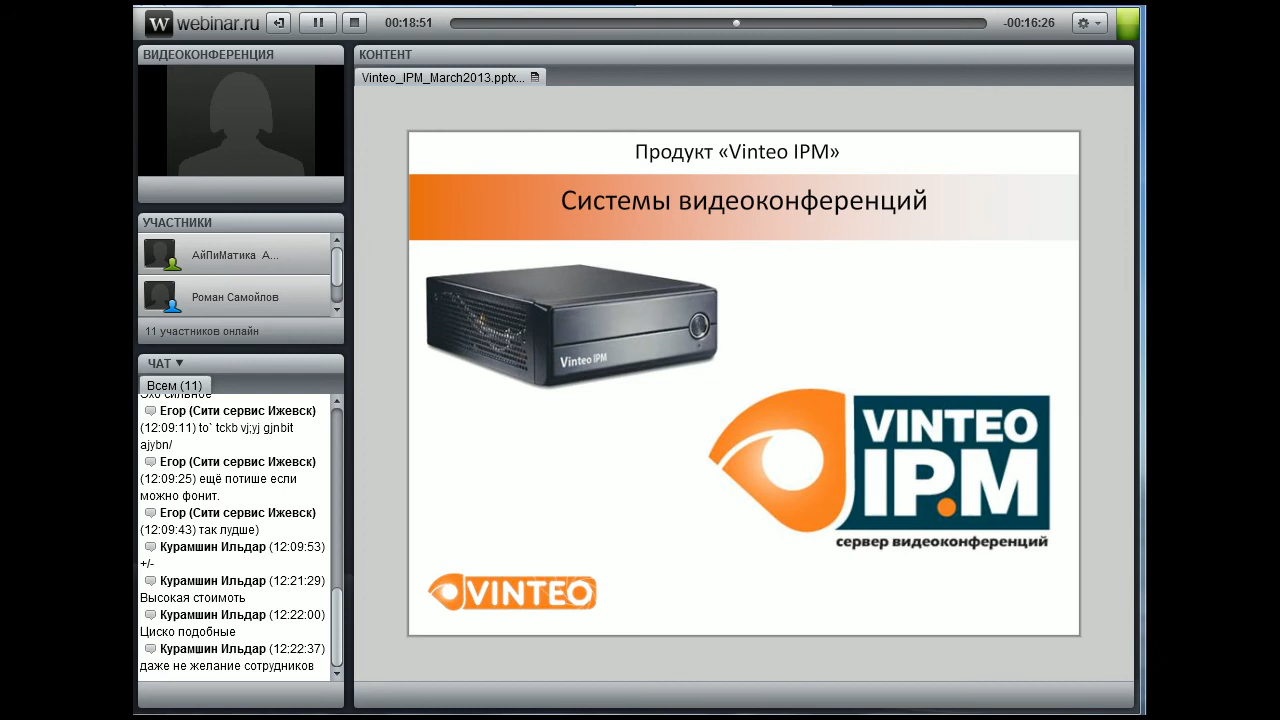 W webinar.ru
00:18:51
-00:16:26
ВИДЕОКОНФЕРЕНЦИЯ
УЧАСТНИКИ
АйПиМатика А...
Роман Самойлов
11 участников онлайн
ЧАТ
Всем (11)
Эхо сильное
Егор (Сити сервис Ижевск)
(12:09:11) to` tckb vj;yj gjnbit
ajybn/
Егор (Сити сервис Ижевск)
(12:09:25) ещё потише если
можно фонит.
Егор (Сити сервис Ижевск)
(12:09:43) так лудше)
Курамшин Ильдар (12:09:53)
+/-
Курамшин Ильдар (12:21:29)
Высокая стоимоть
Курамшин Ильдар (12:22:00)
Циско подобные
Курамшин Ильдар (12:22:37)
даже не желание сотрудников
КОНТЕНТ
Vinteo_IPM_March2013.pptx...
Продукт «Vinteo IPM»
Системы видеоконференций
Vinteo IPM
VINTEO
IP.M
сервер видеоконференций
VINTEO